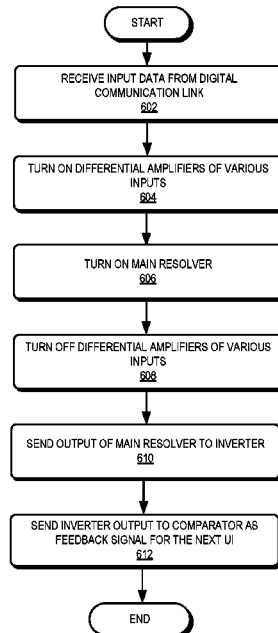 START
RECEIVE INPUT DATA FROM DIGITAL
COMMUNICATION LINK
602
TURN ON DIFFERENTIAL AMPLIFIERS OF VARIOUS
INPUTS
604
TURN ON MAIN RESOLVER
606
TURN OFF DIFFERENTIAL AMPLIFIERS OF VARIOUS
INPUTS
608
SEND OUTPUT OF MAIN RESOLVER TO INVERTER
610
SEND INVERTER OUTPUT TO COMPARATOR AS
FEEDBACK SIGNAL FOR THE NEXT UI
612
END